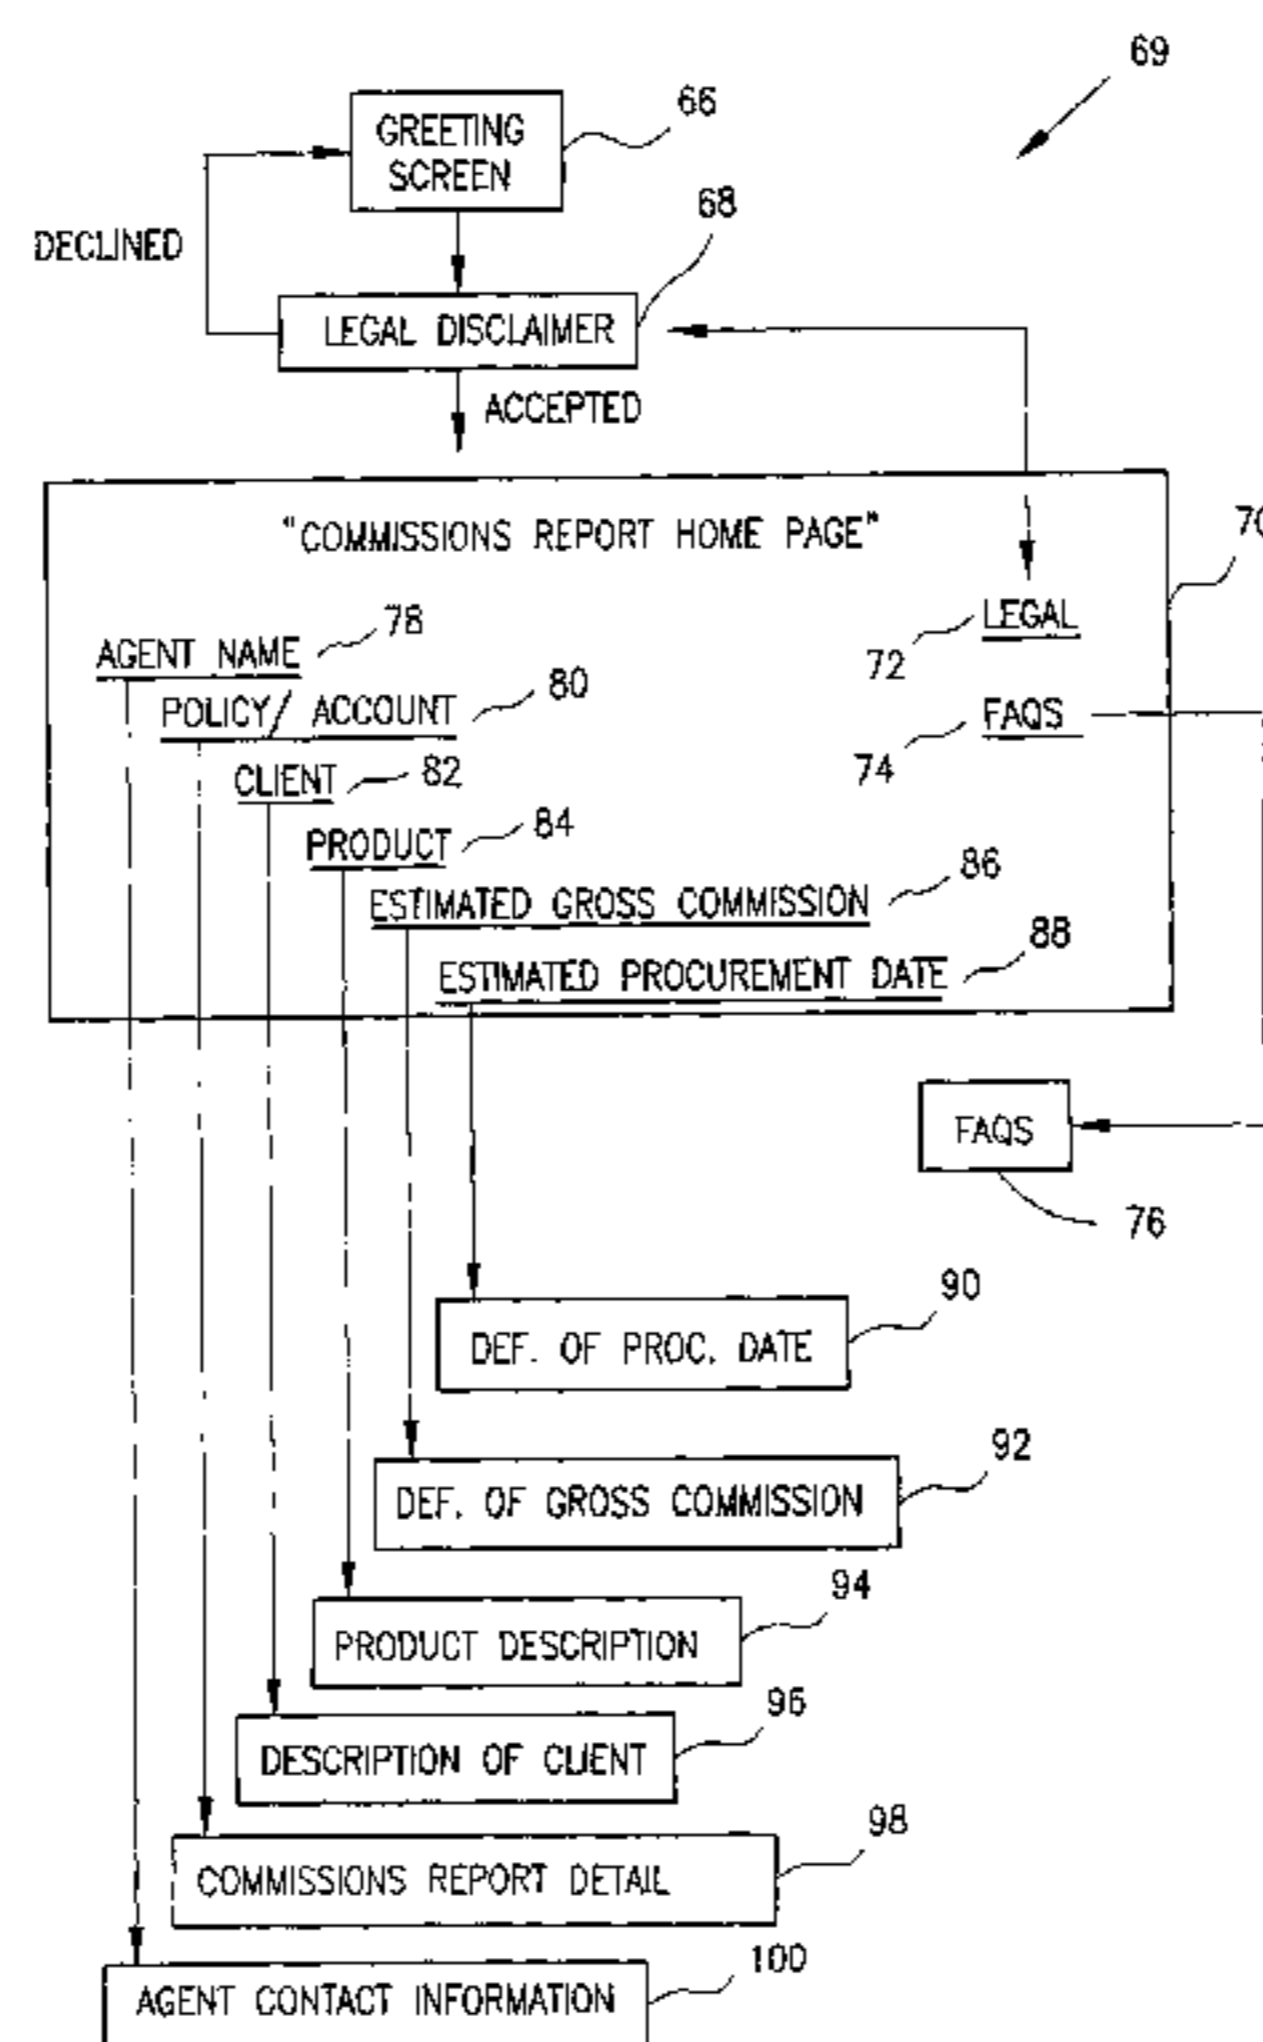 69
66
GREETING
SCREEN
68
DECLINED
LEGAL DISCLAIMER
ACCEPTED
"COMMISSIONS REPORT HOME PAGE"
70
LEGAL
72
AGENT NAME 78
POLICY/ ACCOUNT 80
FAQS
74
CLIENT 82
PRODUCT 84
ESTIMATED GROSS COMMISSION 86
ESTIMATED PROCUREMENT DATE 88
FAQS
76
90
DEF. OF PROC. DATE
92
DEF. OF GROSS COMMISSION
94
PRODUCT DESCRIPTION
96
DESCRIPTION OF CLIENT
98
COMMISSIONS REPORT DETAIL
100
AGENT CONTACT INFORMATION